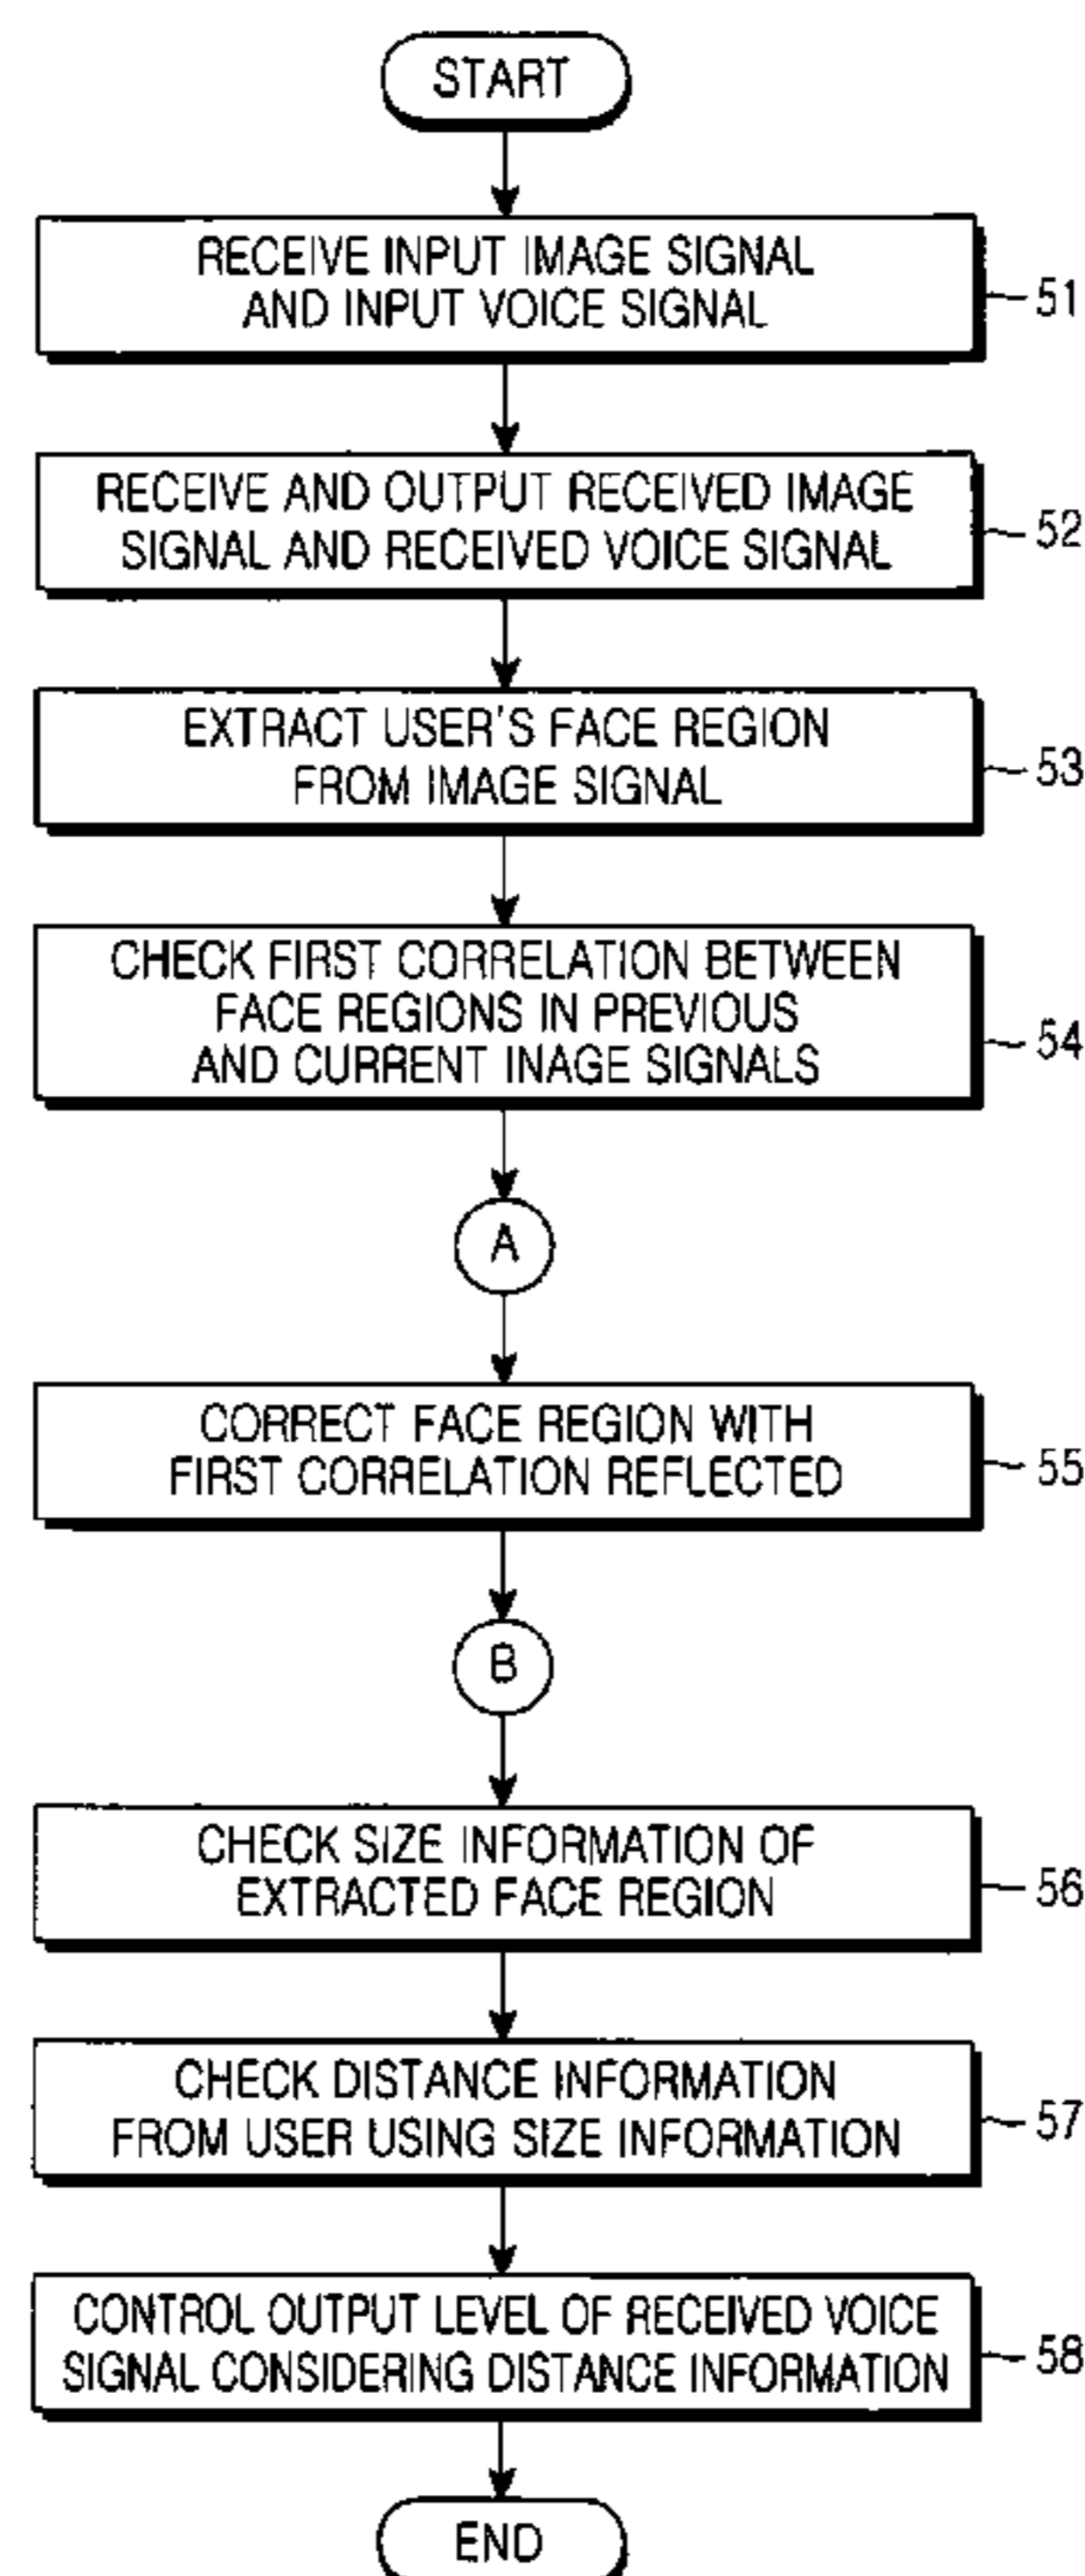 START
RECEIVE INPUT IMAGE SIGNAL
AND INPUT VOICE SIGNAL
51
RECEIVE AND OUTPUT RECEIVED IMAGE
SIGNAL AND RECEIVED VOICE SIGNAL
52
EXTRACT USER'S FACE REGION
FROM IMAGE SIGNAL
53
CHECK FIRST CORRELATION BETWEEN
FACE REGIONS IN PREVIOUS
AND CURRENT INAGE SIGNALS
54
A
CORRECT FACE REGION WITH
FIRST CORRELATION REFLECTED
55
B
CHECK SIZE INFORMATION OF
EXTRACTED FACE REGION
56
CHECK DISTANCE INFORMATION
FROM USER USING SIZE INFORMATION
57
CONTROL OUTPUT LEVEL OF RECEIVED VOICE
SIGNAL CONSIDERING DISTANCE INFORMATION
58
END